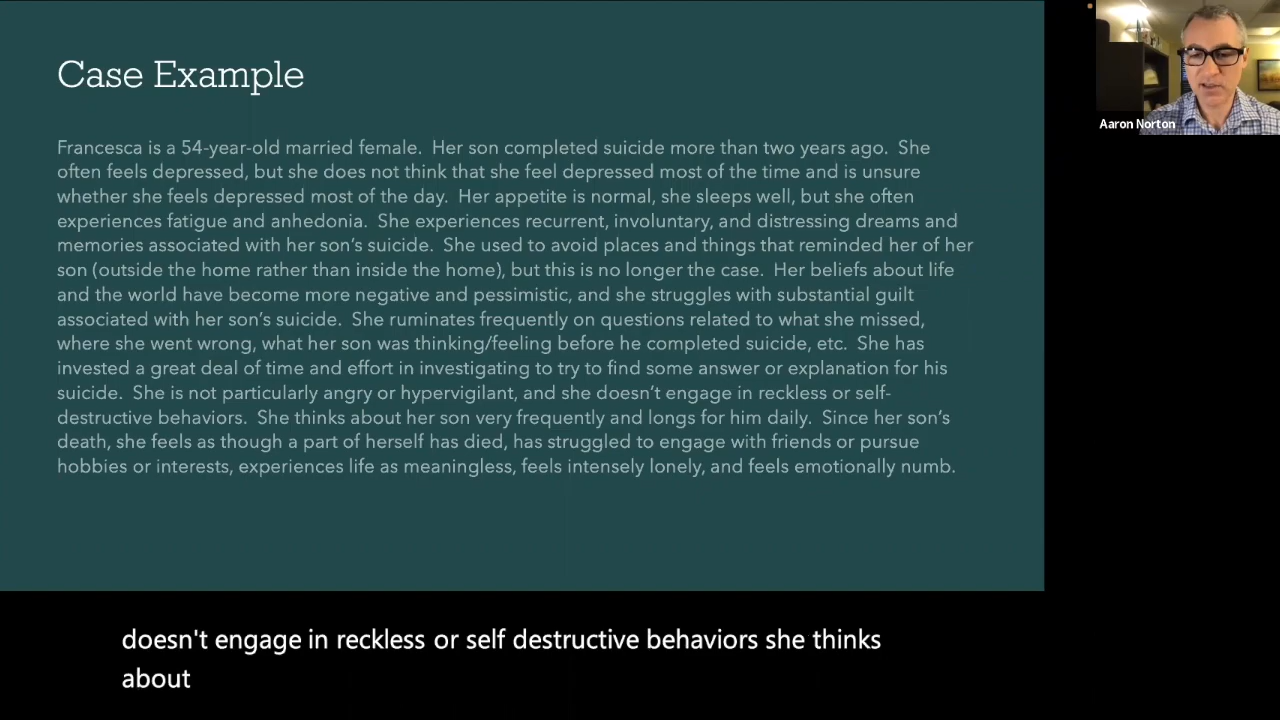 Case Example
Francesca is a 54-year-old married female.  Her son completed suicide more than two years ago.  She
often feels depressed, but she does not think that she feel depressed most of the time and is unsure
whether she feels depressed most of the day.  Her appetite is normal, she sleeps well, but she often
experiences fatigue and anhedonia.  She experiences recurrent, involuntary, and distressing dreams and
memories associated with her son's suicide.  She used to avoid places and things that reminded her of her
son (outside the home rather than inside the home), but this is no longer the case.  Her beliefs about life
and the world have become more negative and pessimistic, and she struggles with substantial guilt
associated with her son's suicide.  She ruminates frequently on questions related to what she missed,
where she went wrong, what her son was thinking/feeling before he completed suicide, etc.  She has
invested a great deal of time and effort in investigating to try to find some answer or explanation for his
suicide.  She is not particularly angry or hypervigilant, and she doesn't engage in reckless or self-
destructive behaviors.  She thinks about her son very frequently and longs for him daily.  Since her son's
death, she feels as though a part of herself has died, has struggled to engage with friends or pursue
hobbies or interests, experiences life as meaningless, feels intensely lonely, and feels emotionally numb.
Aaron Norton
doesn't engage in reckless or self destructive behaviors she thinks
about